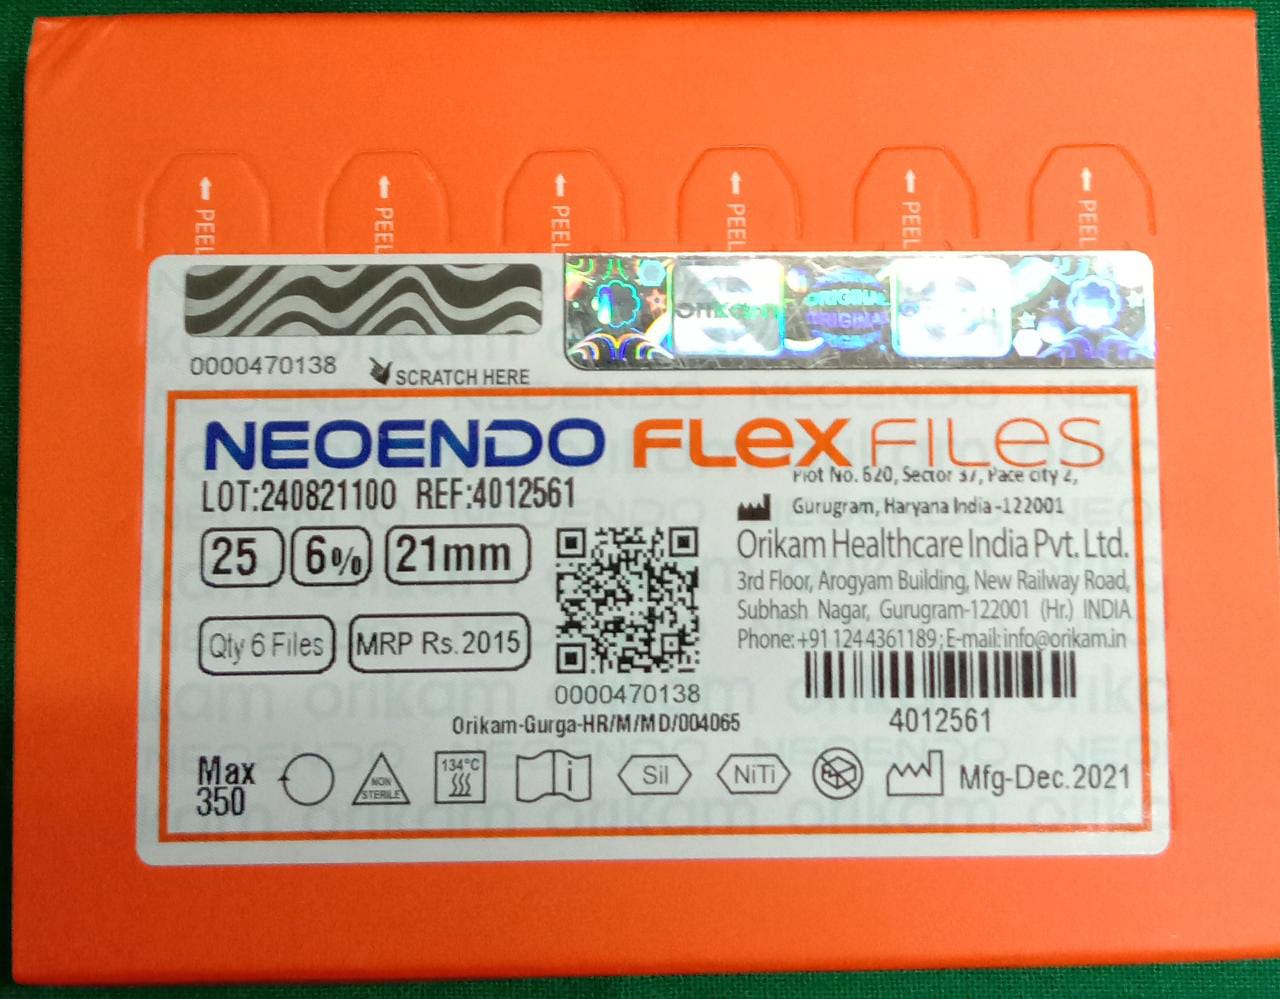 PEEL PEEL PEEL PEEL PEEL PEEL
orikam ORIGINAL
ORIGINAL
0000470138 SCRATCH HERE
NEOENDO FLEX FILES
LOT:240821100 REF:4012561
Plot No. 620, Sector 37, Pace city 2,
Gurugram, Haryana India-122001
25 6% 21mm
Orikam Healthcare India Pvt. Ltd.
3rd Floor, Arogyam Building, New Railway Road,
Subhash Nagar, Gurugram-122001 (Hr.) INDIA
Phone: +91 124 4361189; E-mail: info@orikam.in
Qty 6 Files MRP Rs.2015
0000470138
4012561
Orikam-Gurga-HR/M/MD/004065
Max
350
NON
STERILE
134°C
i
Sil
NiTi
Mfg-Dec.2021